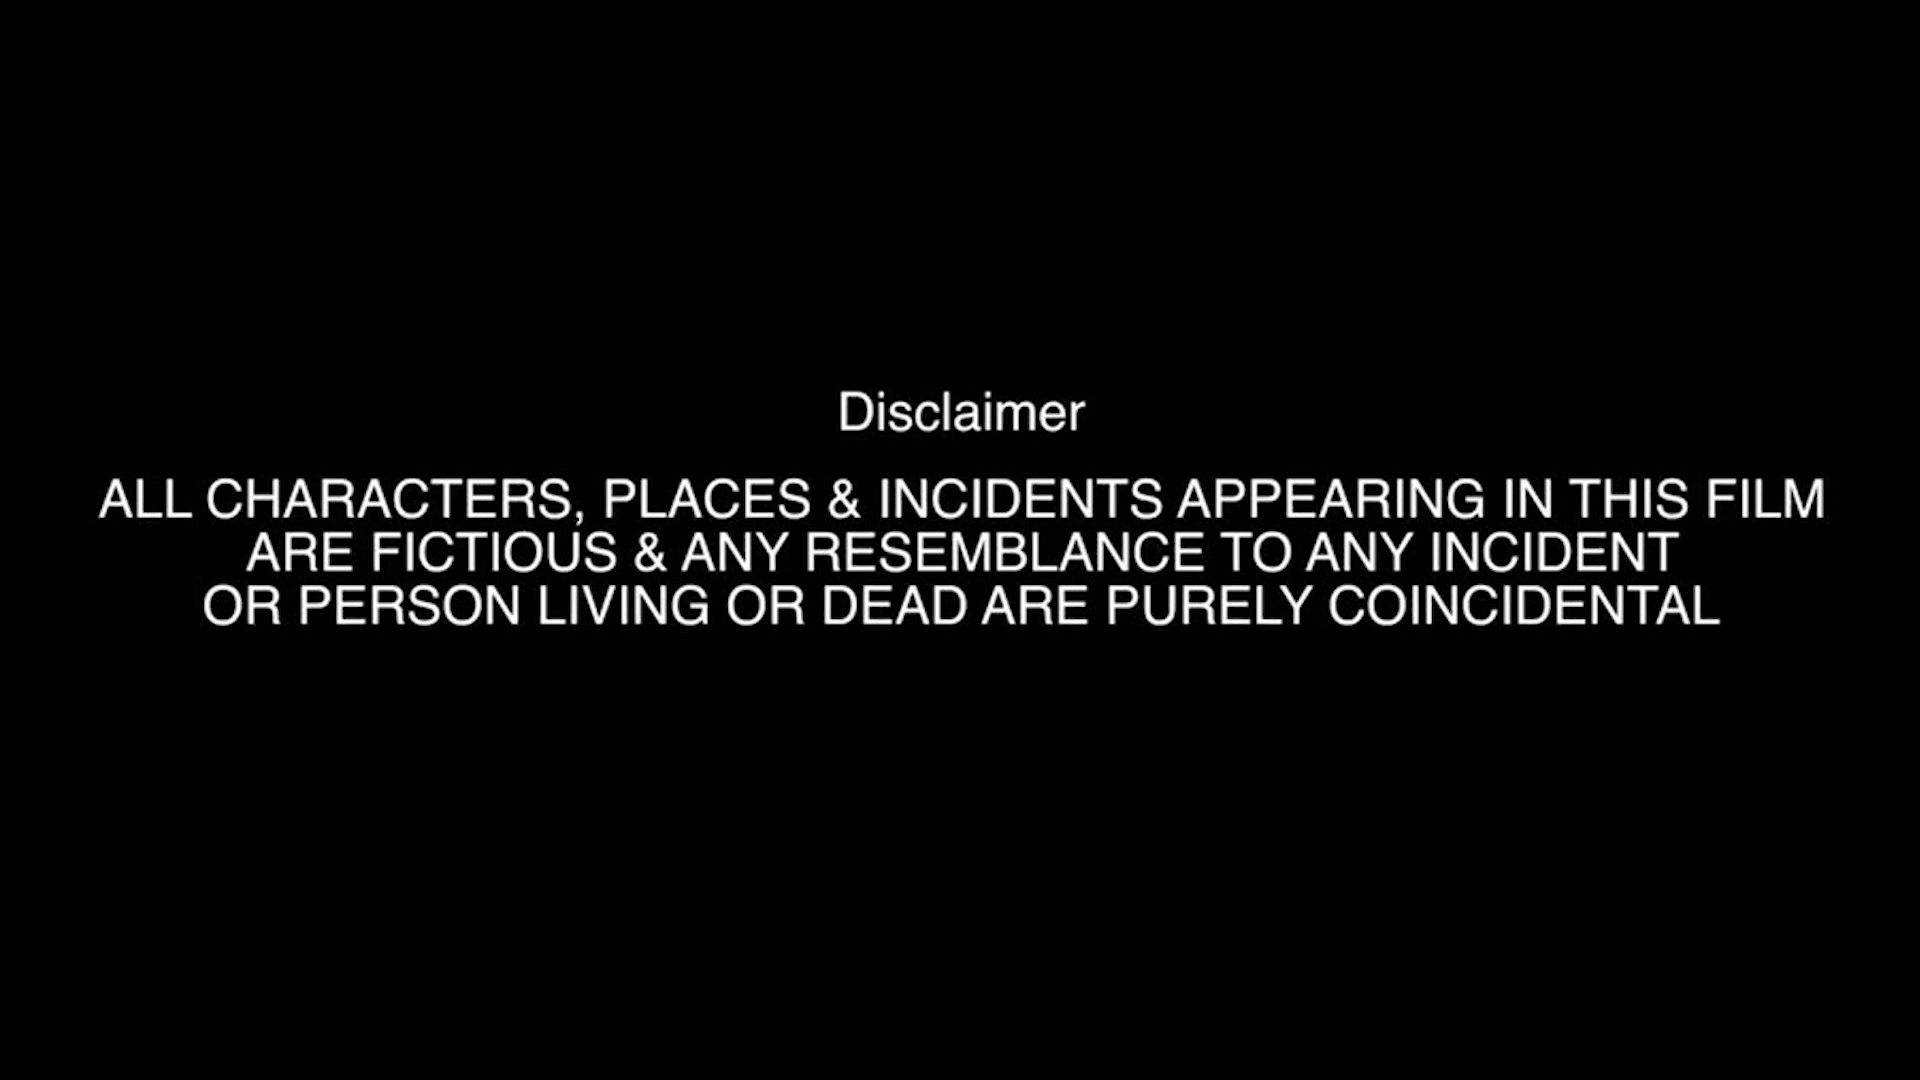 Disclaimer
ALL CHARACTERS, PLACES & INCIDENTS APPEARING IN THIS FILM
ARE FICTIOUS & ANY RESEMBLANCE TO ANY INCIDENT
OR PERSON LIVING OR DEAD ARE PURELY COINCIDENTAL